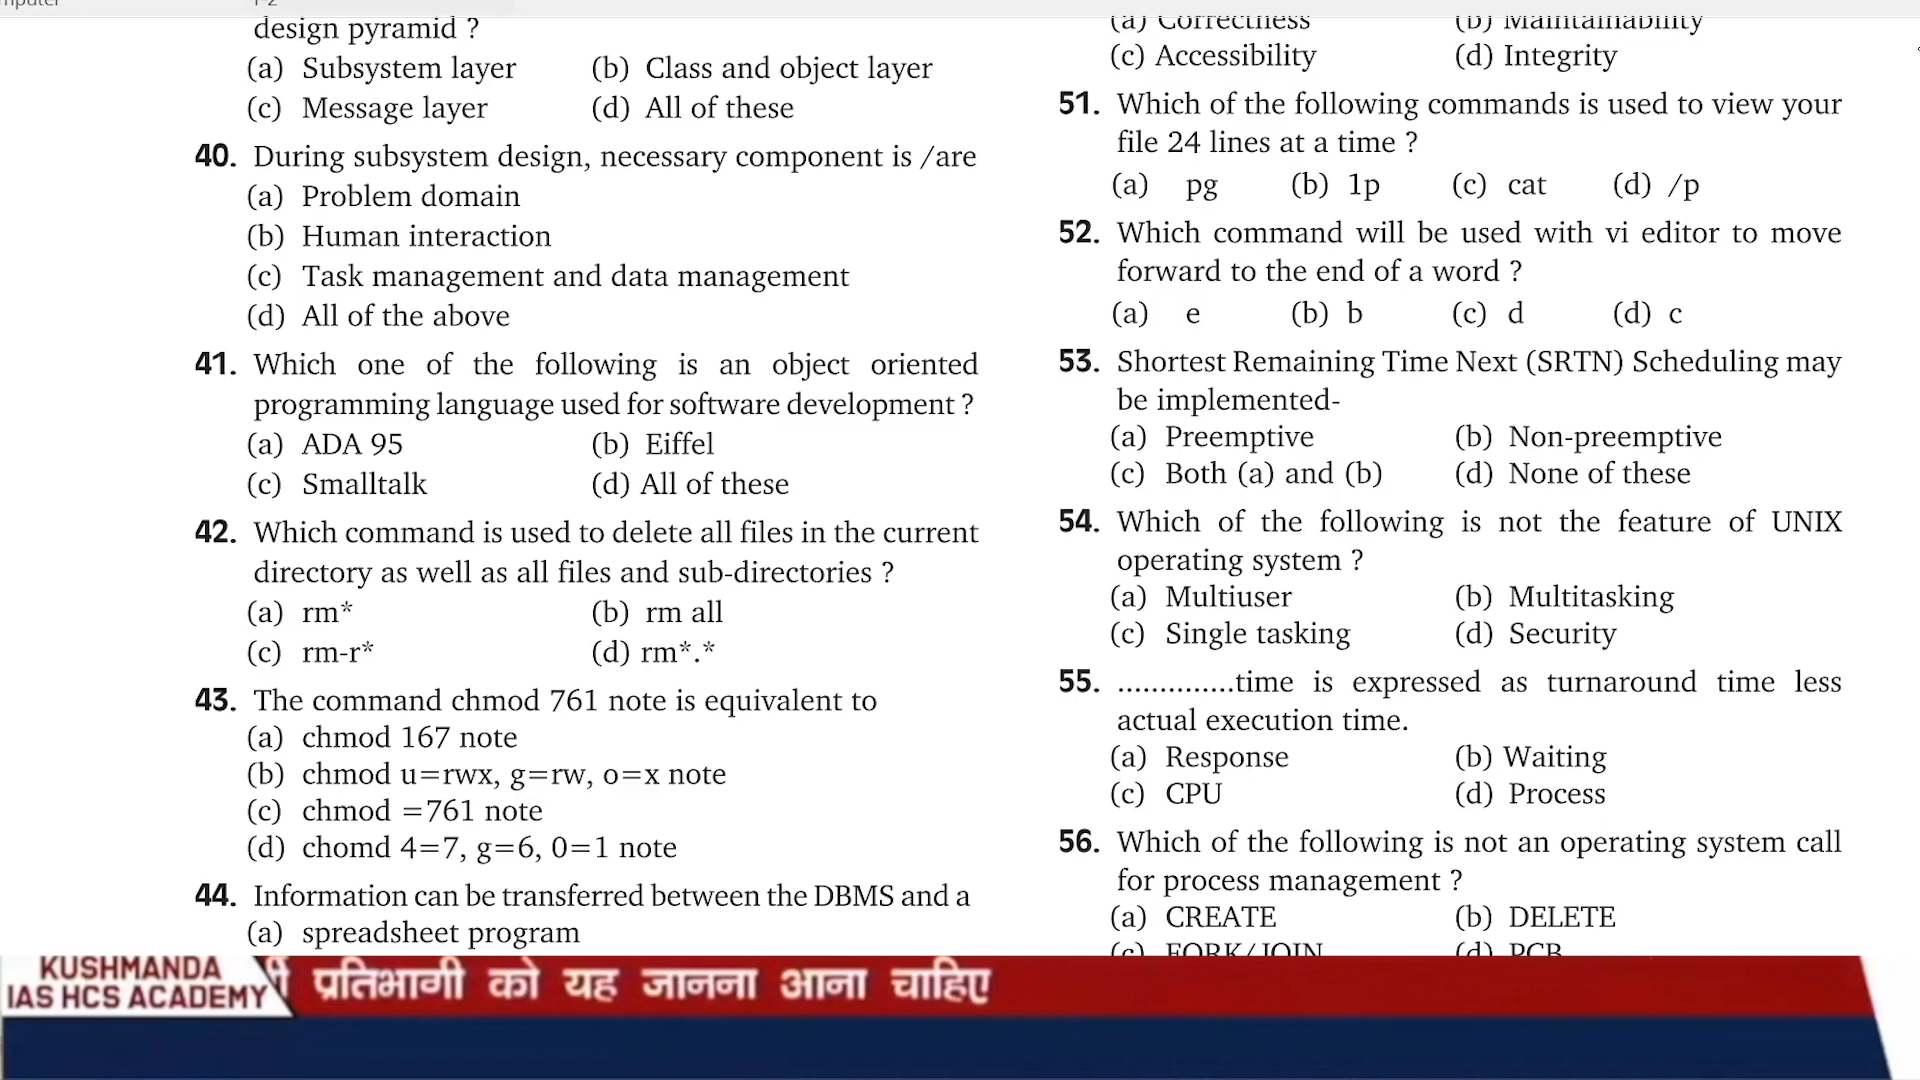 design pyramid ?
(a) Subsystem layer (b) Class and object layer
(c) Message layer (d) All of these
40. During subsystem design, necessary component is /are
(a) Problem domain
(b) Human interaction
(c) Task management and data management
(d) All of the above
41. Which one of the following is an object oriented
programming language used for software development ?
(a) ADA 95 (b) Eiffel
(c) Smalltalk (d) All of these
42. Which command is used to delete all files in the current
directory as well as all files and sub-directories ?
(a) rm* (b) rm all
(c) rm-r* (d) rm*.*
43. The command chmod 761 note is equivalent to
(a) chmod 167 note
(b) chmod u=rwx, g=rw, o=x note
(c) chmod =761 note
(d) chomd 4=7, g=6, 0=1 note
44. Information can be transferred between the DBMS and a
(a) spreadsheet program
(a) Correctness (b) Maintainability
(c) Accessibility (d) Integrity
51. Which of the following commands is used to view your
file 24 lines at a time ?
(a) pg (b) 1p (c) cat (d) /p
52. Which command will be used with vi editor to move
forward to the end of a word ?
(a) e (b) b (c) d (d) c
53. Shortest Remaining Time Next (SRTN) Scheduling may
be implemented-
(a) Preemptive (b) Non-preemptive
(c) Both (a) and (b) (d) None of these
54. Which of the following is not the feature of UNIX
operating system ?
(a) Multiuser (b) Multitasking
(c) Single tasking (d) Security
55. ..............time is expressed as turnaround time less
actual execution time.
(a) Response (b) Waiting
(c) CPU (d) Process
56. Which of the following is not an operating system call
for process management ?
(a) CREATE (b) DELETE
(c) FORK/JOIN (d) PCB
KUSHMANDA
IAS HCS ACADEMY
प्रतिभागी को यह जानना आना चाहिए